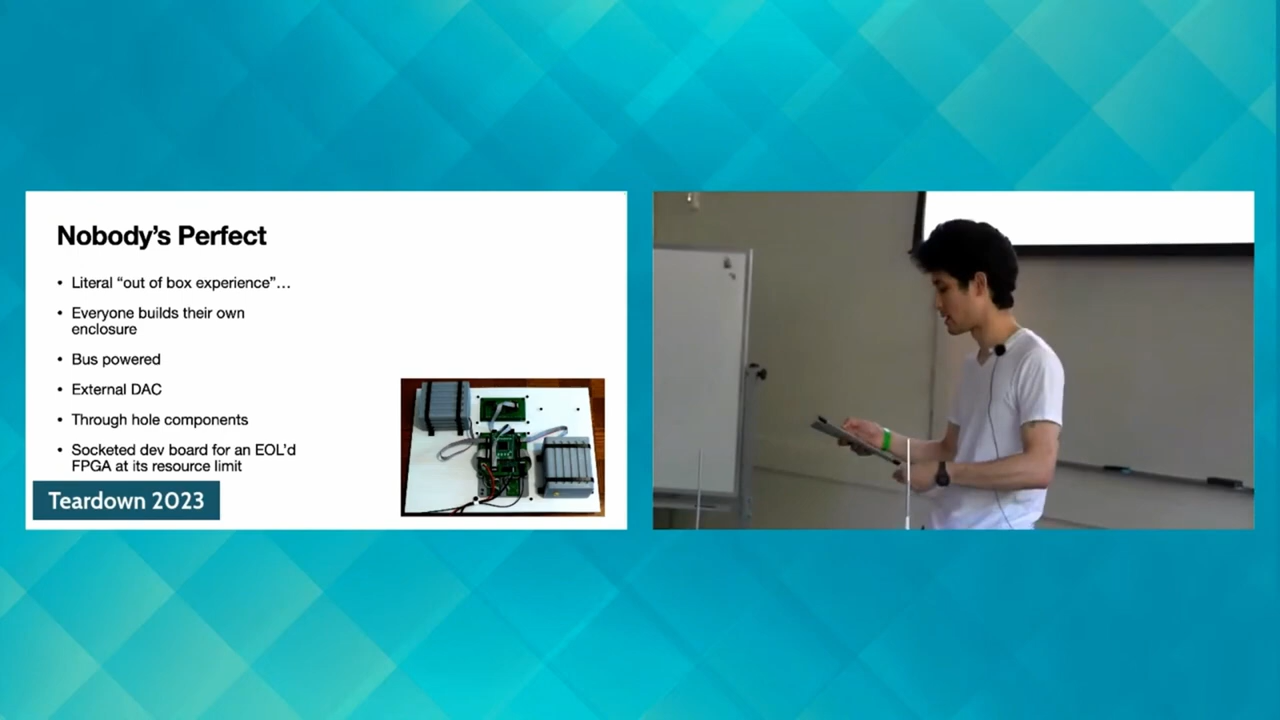 Nobody's Perfect
• Literal “out of box experience”…
• Everyone builds their own
enclosure
• Bus powered
• External DAC
• Through hole components
• Socketed dev board for an EOL'd
FPGA at its resource limit
Teardown 2023